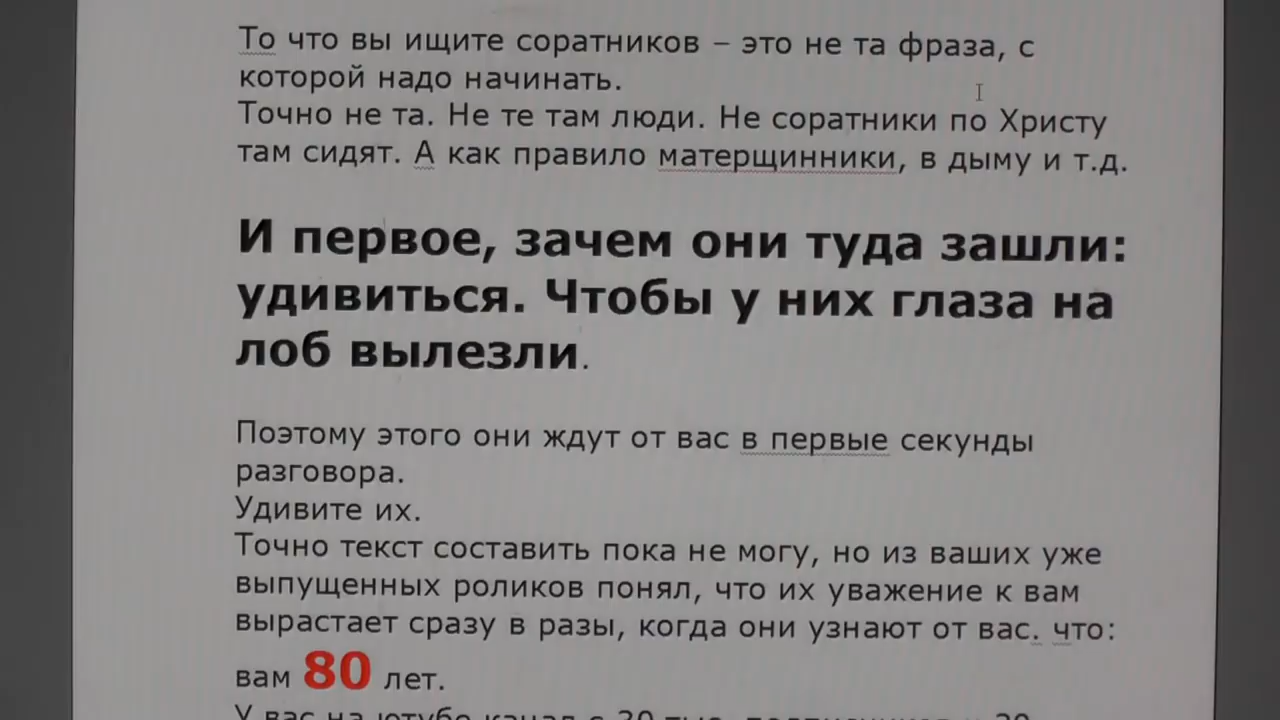 То что вы ищите соратников – это не та фраза, с
которой надо начинать.
Точно не та. Не те там люди. Не соратники по Христу
там сидят. А как правило матерщинники, в дыму и т.д.
И первое, зачем они туда зашли:
удивиться. Чтобы у них глаза на
лоб вылезли.
Поэтому этого они ждут от вас в первые секунды
разговора.
Удивите их.
Точно текст составить пока не могу, но из ваших уже
выпущенных роликов понял, что их уважение к вам
вырастает сразу в разы, когда они узнают от вас. что:
вам 80 лет.
У вас на ютубе канал с